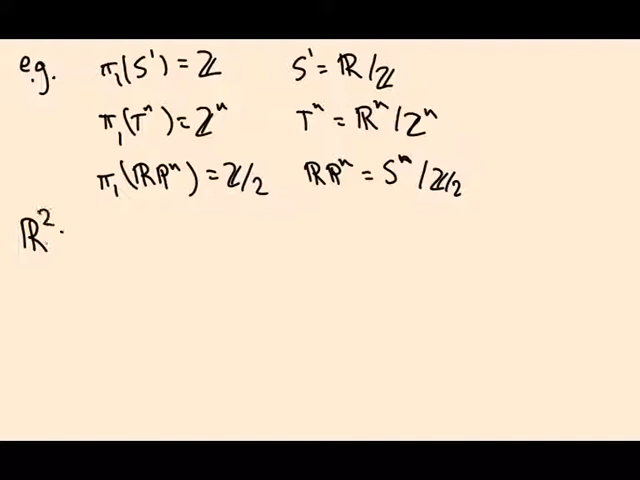 e.g. π₁(S¹) = ℤ S¹ = ℝ/ℤ
π₁(Tⁿ) = ℤⁿ Tⁿ = ℝⁿ/ℤⁿ
π₁(ℝPⁿ) = ℤ/2 ℝPⁿ = Sⁿ/ℤ/2
ℝ².